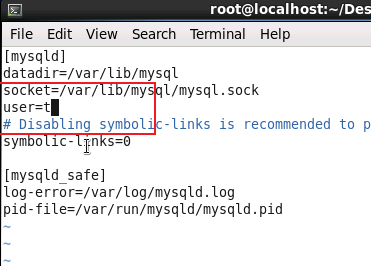 root@localhost:~/Des
File Edit View Search Terminal Help
[mysqld]
datadir=/var/lib/mysql
socket=/var/lib/mysql/mysql.sock
user=t
# Disabling symbolic-links is recommended to p
symbolic-links=0
[mysqld_safe]
log-error=/var/log/mysqld.log
pid-file=/var/run/mysqld/mysqld.pid
~
~
~